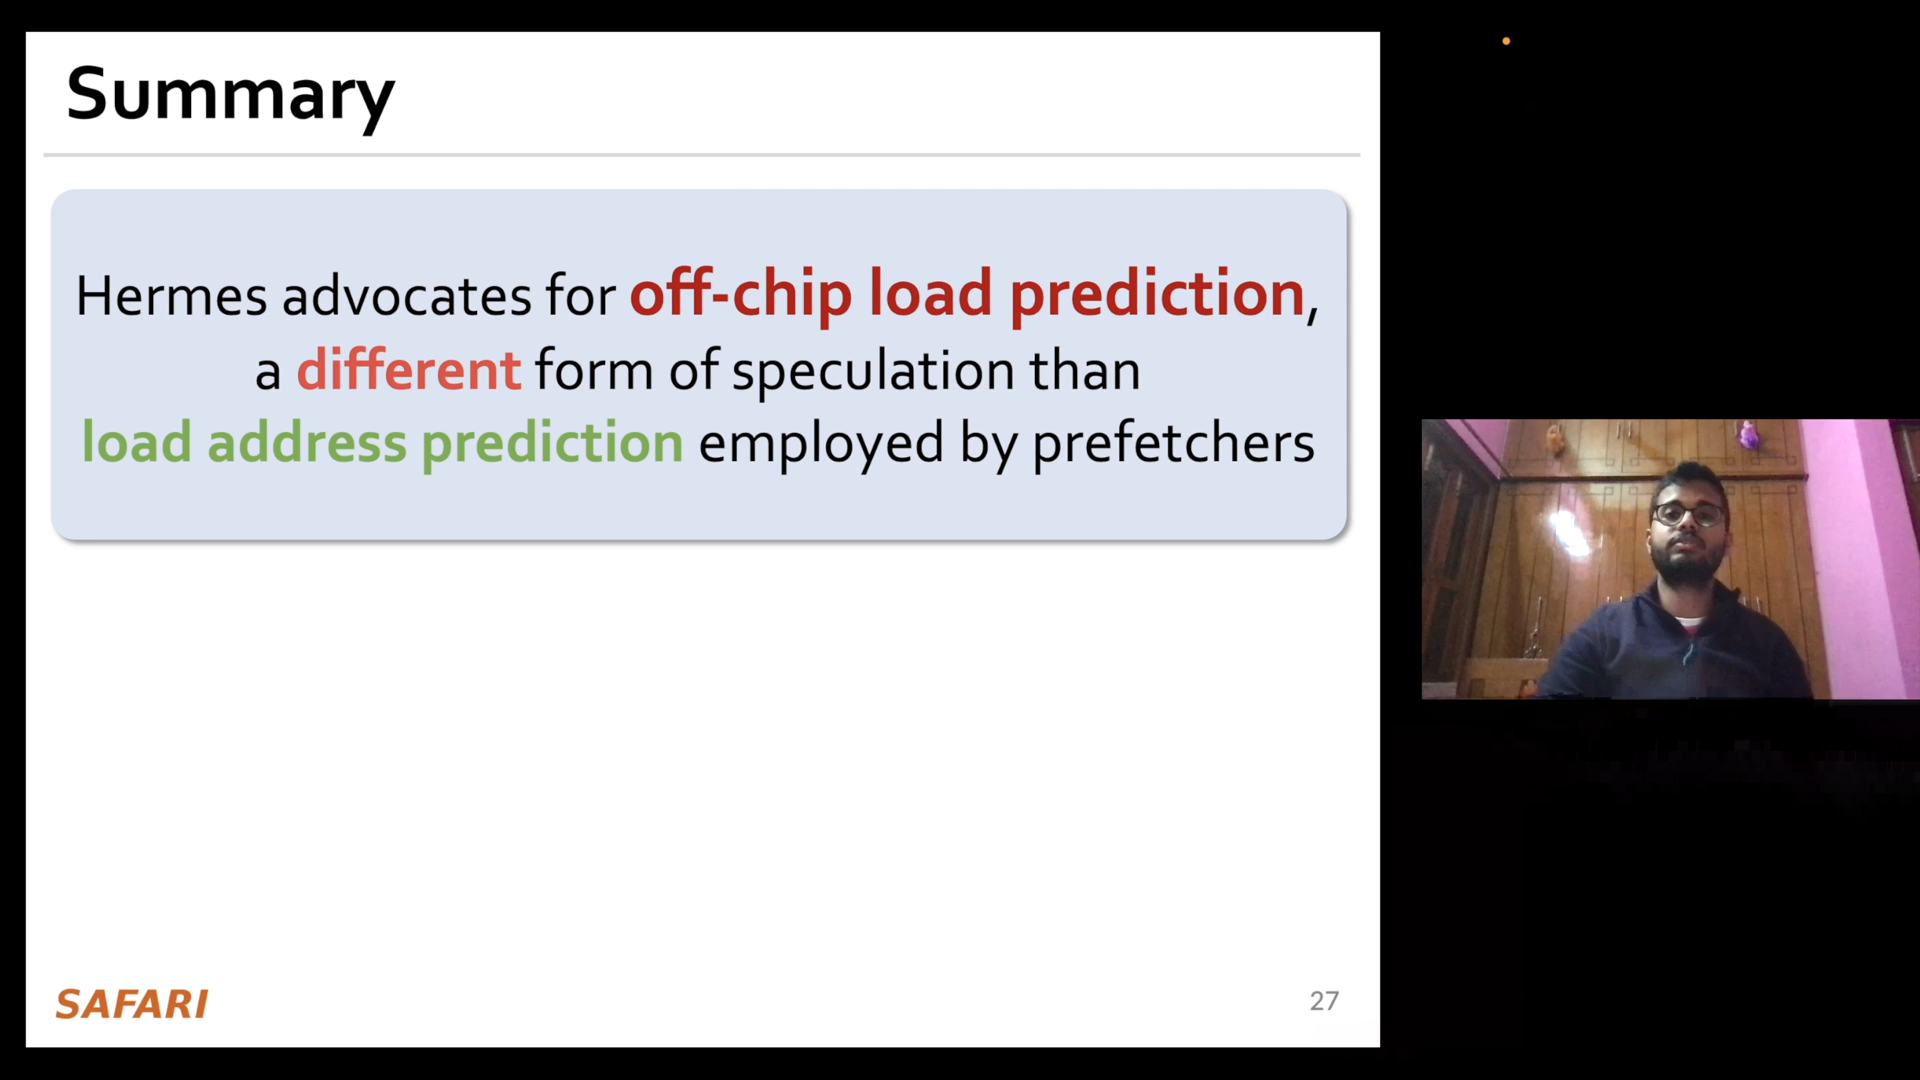 Summary
Hermes advocates for off-chip load prediction,
a different form of speculation than
load address prediction employed by prefetchers
SAFARI
27